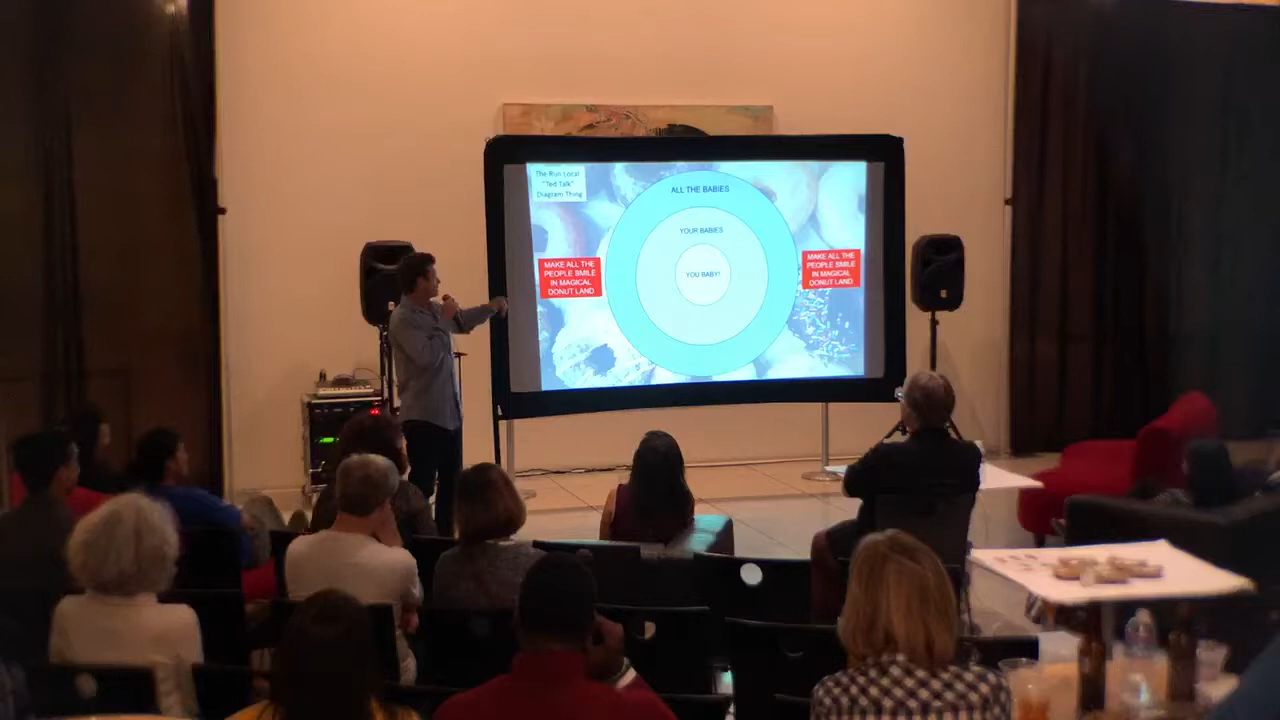 The Run Local
"Ted Talk"
Diagram Thing
ALL THE BABIES
YOUR BABIES
YOU BABY!
MAKE ALL THE
PEOPLE SMILE
IN MAGICAL
DONUT LAND
MAKE ALL THE
PEOPLE SMILE
IN MAGICAL
DONUT LAND